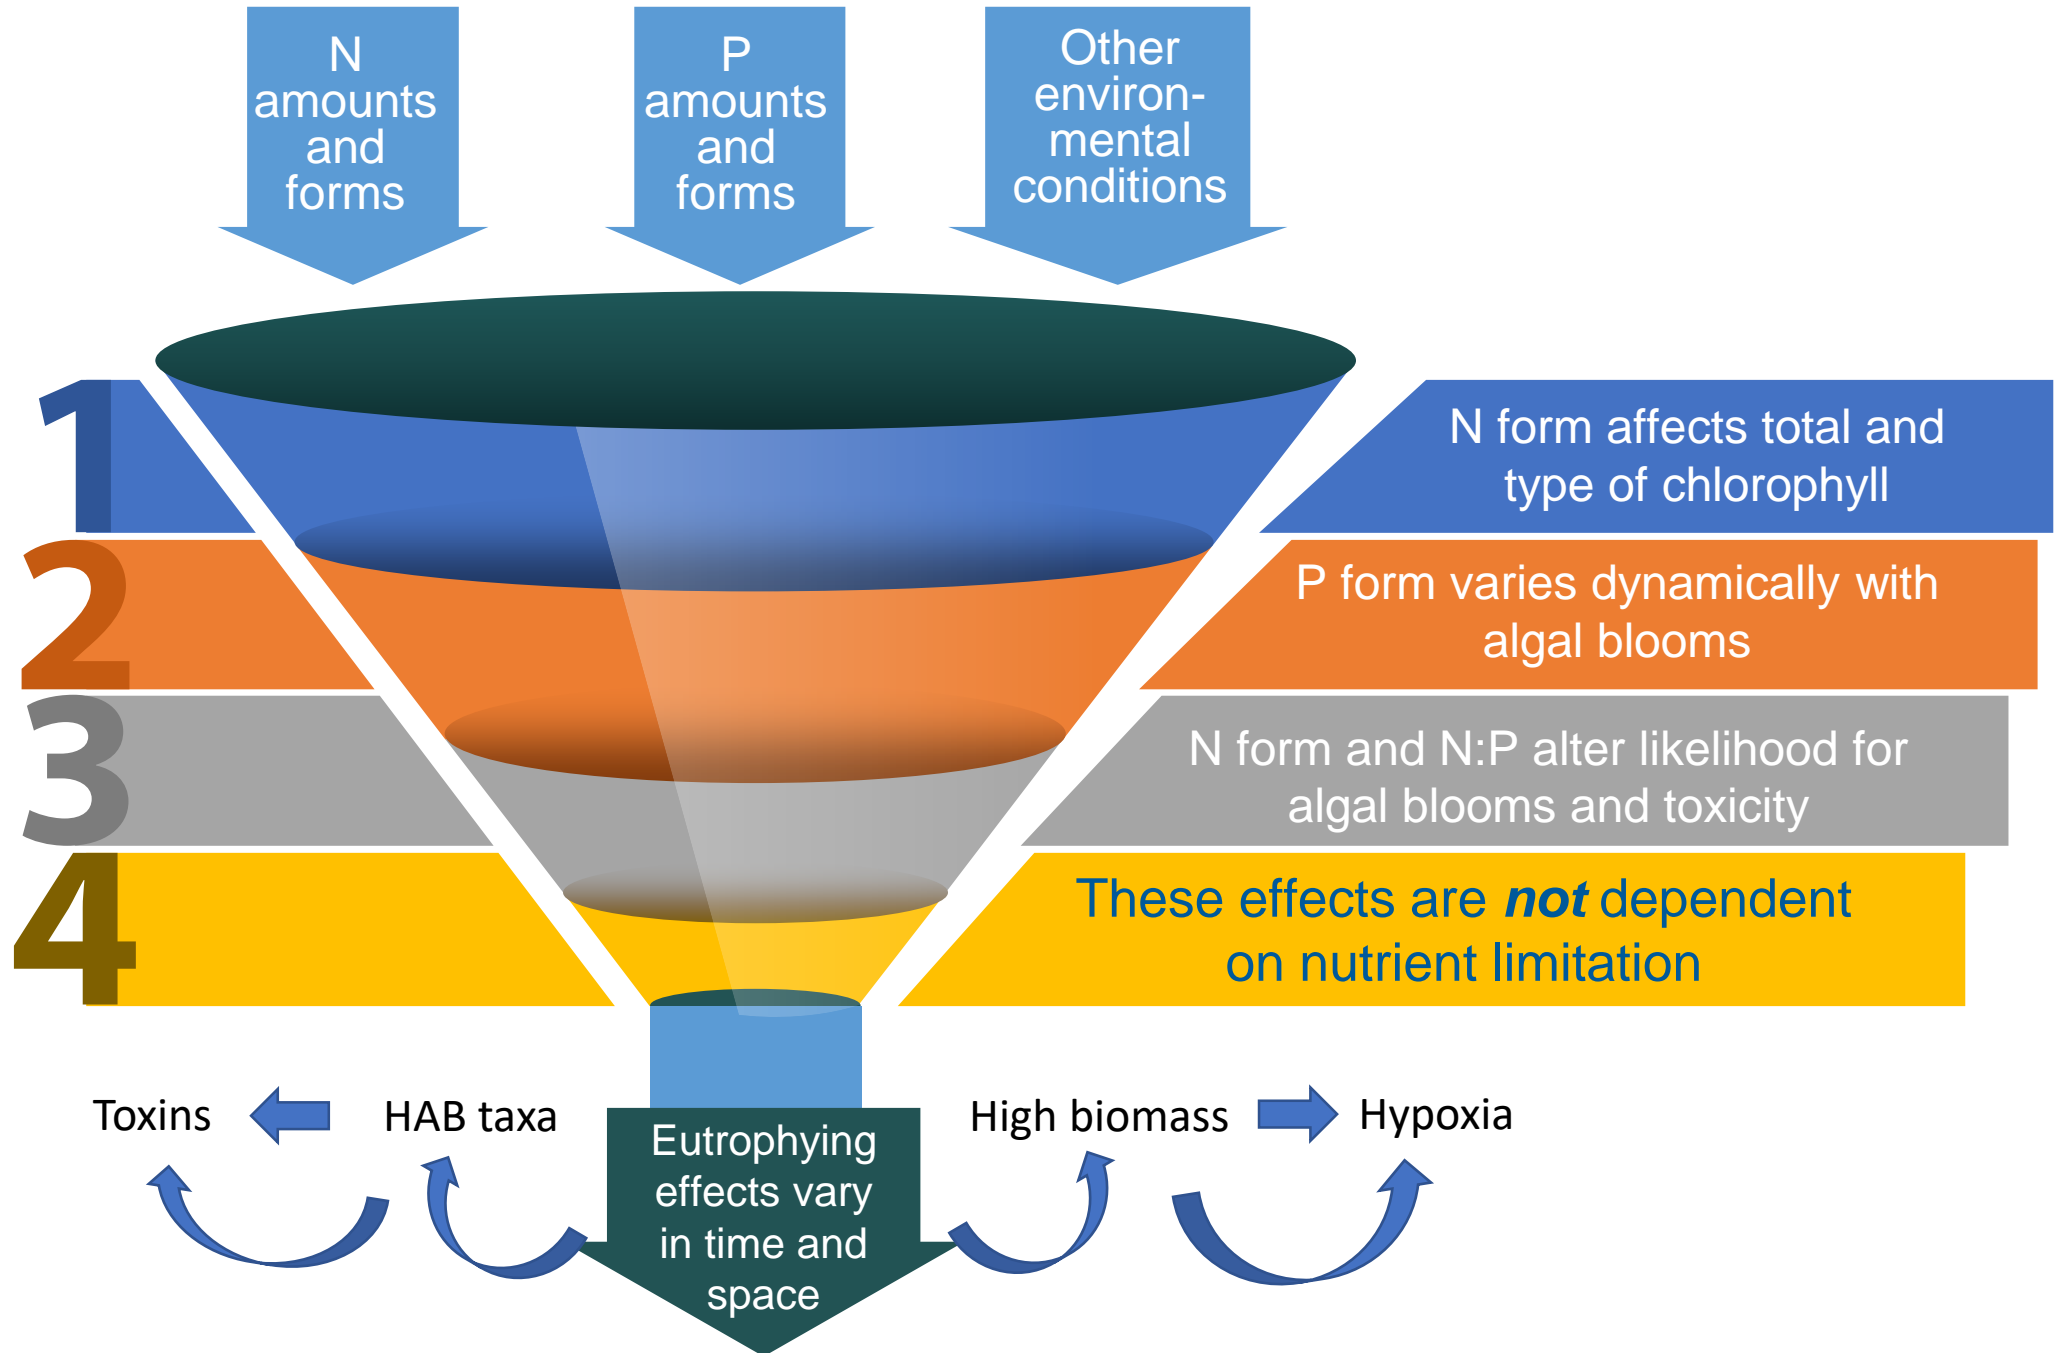 N
amounts
and
forms
P
amounts
and
forms
Other
environ-
mental
conditions
1
N form affects total and
type of chlorophyll
2
P form varies dynamically with
algal blooms
3
N form and N:P alter likelihood for
algal blooms and toxicity
4
These effects are not dependent
on nutrient limitation
Toxins
HAB taxa
Eutrophying
effects vary
in time and
space
High biomass
Hypoxia